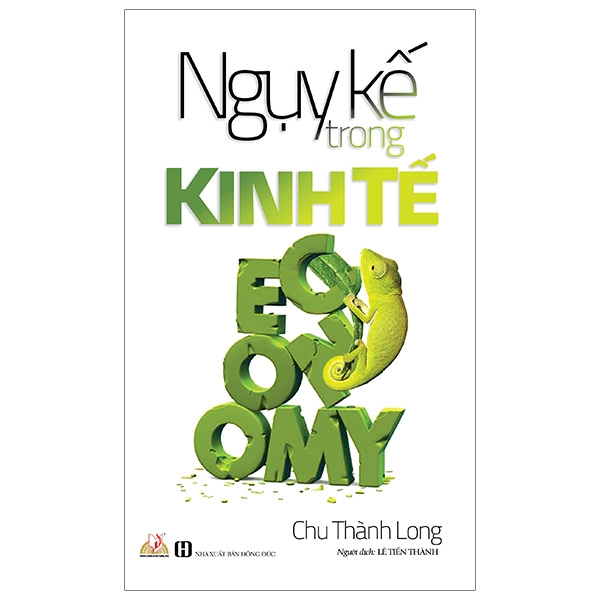 Ngụy kế
trong
KINH TẾ
EC
ON
OMY
Chu Thành Long
NHÀ XUẤT BẢN HỒNG ĐỨC
Người dịch: LÊ TIẾN THÀNH